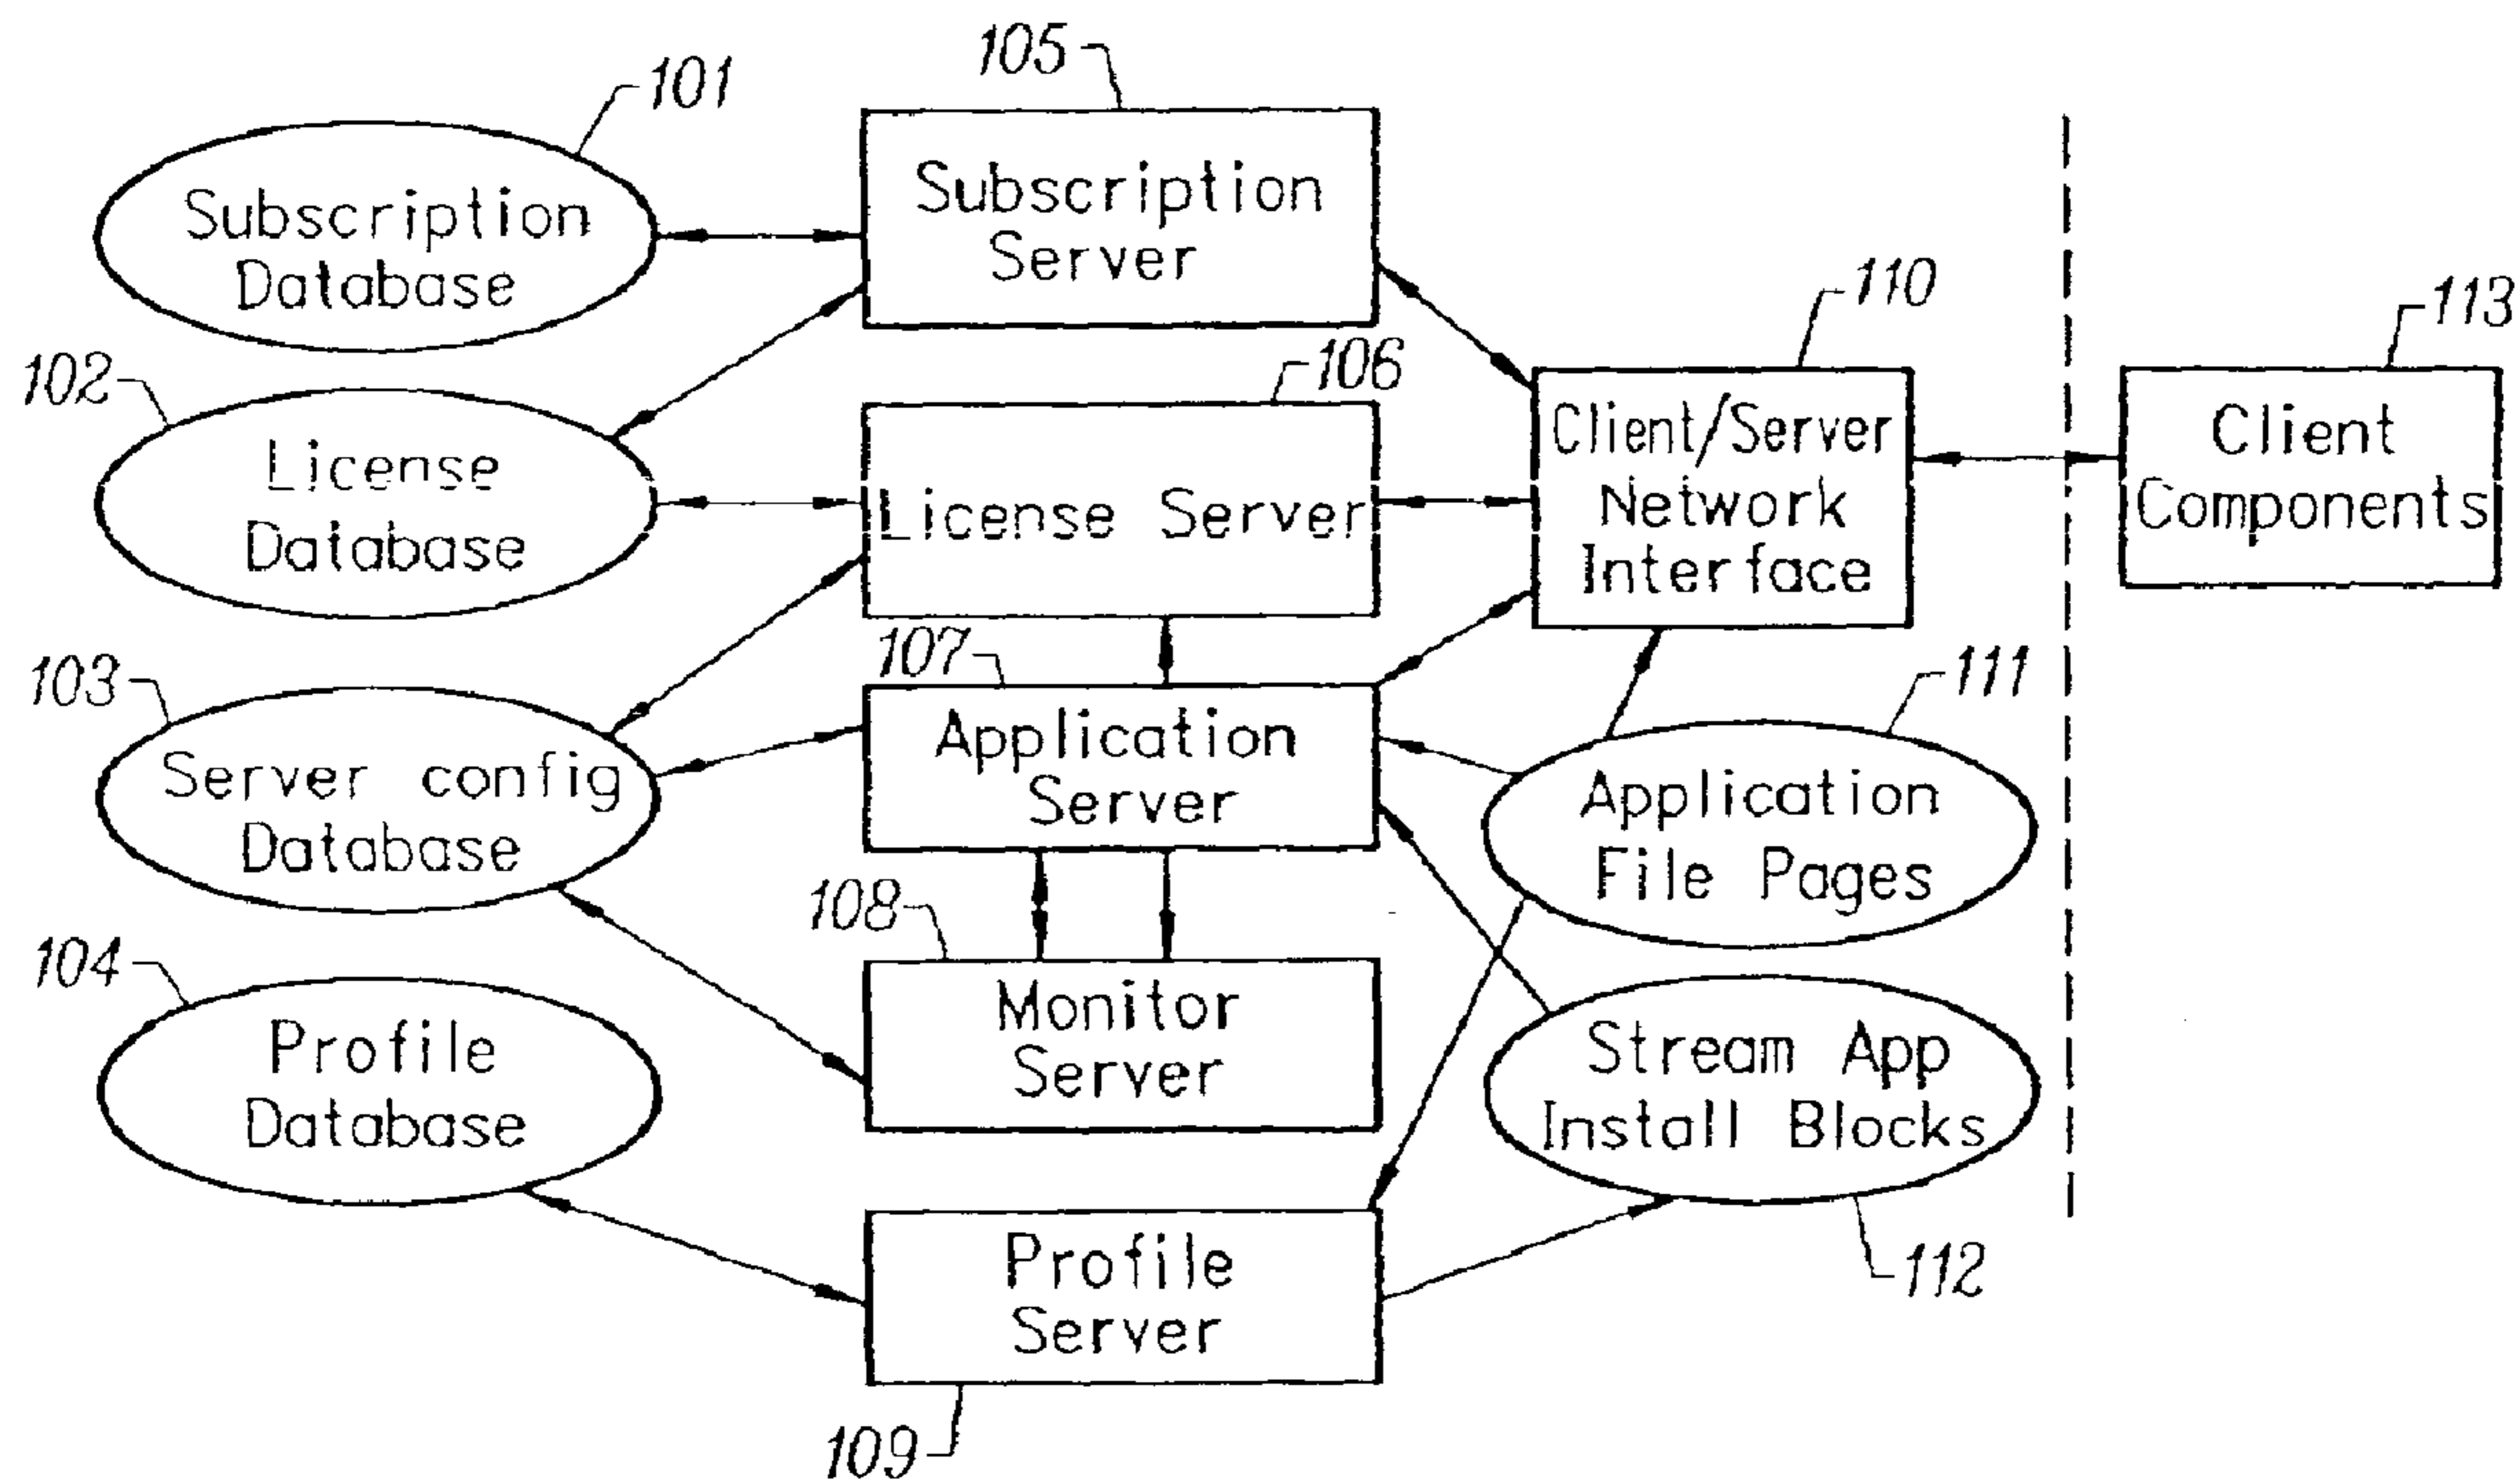 105
101
Subscription
Database
Subscription
Server
110
113
102
106
License
Database
License Server
Client/Server
Network
Interface
Client
Components
107
103
111
Server config
Database
Application
Server
Application
File Pages
108
104
Monitor
Server
Profile
Database
Stream App
Install Blocks
Profile
Server
112
109